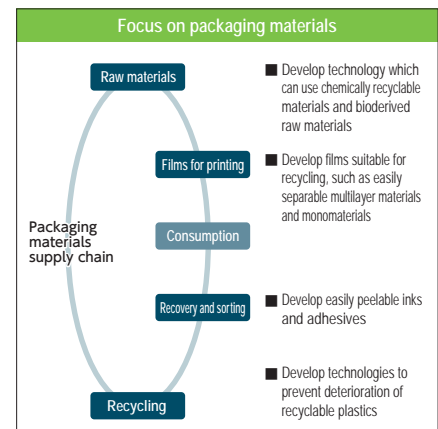 Focus on packaging materials
Raw materials
■ Develop technology which
can use chemically recyclable
materials and bioderived
raw materials
Films for printing
■ Develop films suitable for
recycling, such as easily
separable multilayer materials
and monomaterials
Packaging
materials
supply chain
Consumption
Recovery and sorting
■ Develop easily peelable inks
and adhesives
Recycling
■ Develop technologies to
prevent deterioration of
recyclable plastics